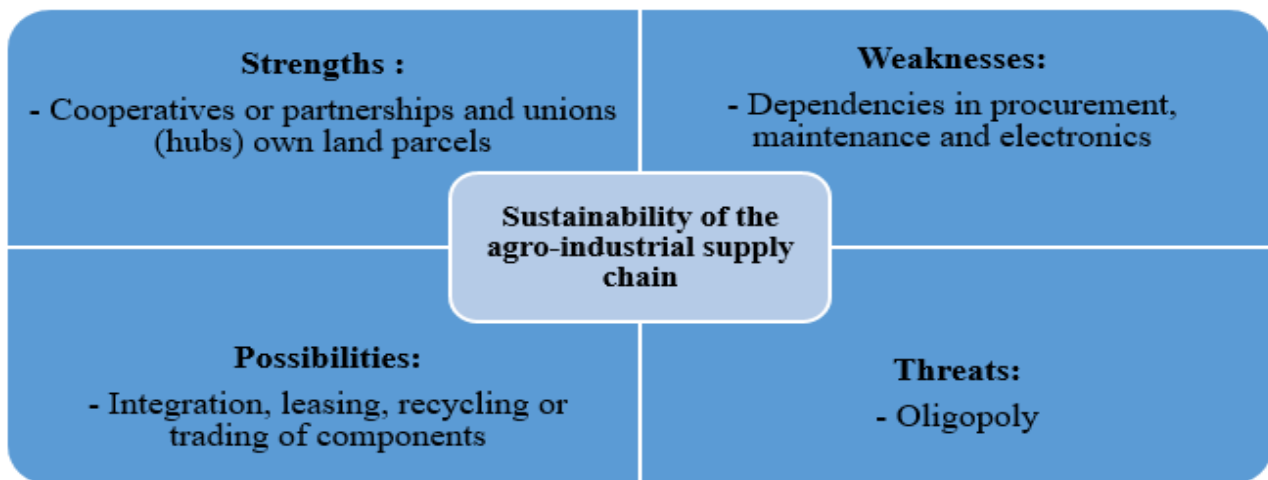 Strengths :
- Cooperatives or partnerships and unions
(hubs) own land parcels
Weaknesses:
- Dependencies in procurement,
maintenance and electronics
Sustainability of the
agro-industrial supply
chain
Possibilities:
- Integration, leasing, recycling or
trading of components
Threats:
- Oligopoly